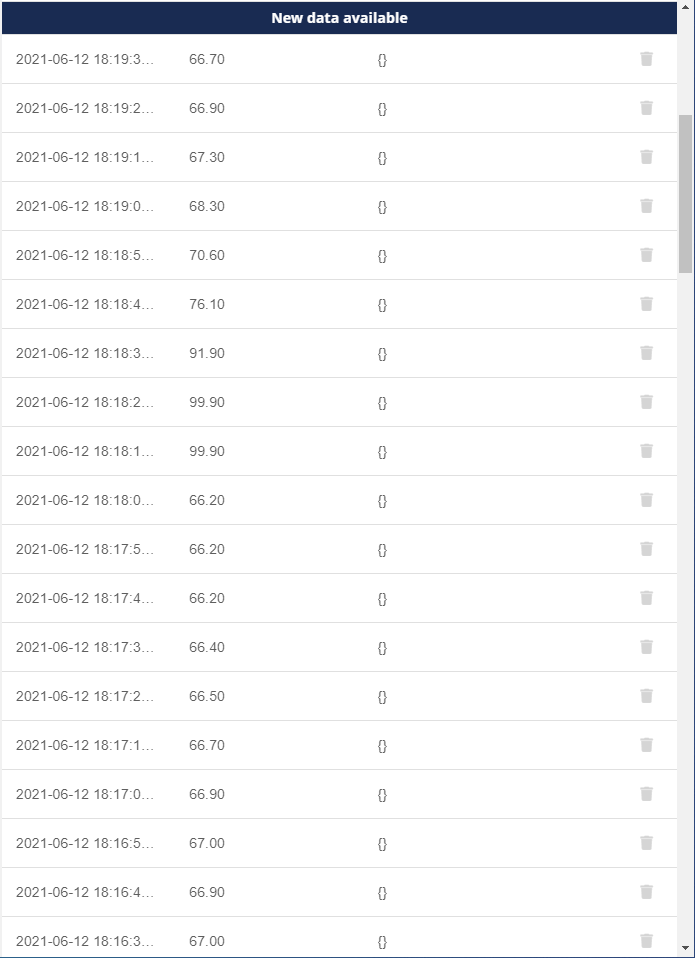 New data available
2021-06-12 18:19:3... 66.70 {}
2021-06-12 18:19:2... 66.90 {}
2021-06-12 18:19:1... 67.30 {}
2021-06-12 18:19:0... 68.30 {}
2021-06-12 18:18:5... 70.60 {}
2021-06-12 18:18:4... 76.10 {}
2021-06-12 18:18:3... 91.90 {}
2021-06-12 18:18:2... 99.90 {}
2021-06-12 18:18:1... 99.90 {}
2021-06-12 18:18:0... 66.20 {}
2021-06-12 18:17:5... 66.20 {}
2021-06-12 18:17:4... 66.20 {}
2021-06-12 18:17:3... 66.40 {}
2021-06-12 18:17:2... 66.50 {}
2021-06-12 18:17:1... 66.70 {}
2021-06-12 18:17:0... 66.90 {}
2021-06-12 18:16:5... 67.00 {}
2021-06-12 18:16:4... 66.90 {}
2021-06-12 18:16:3... 67.00 {}